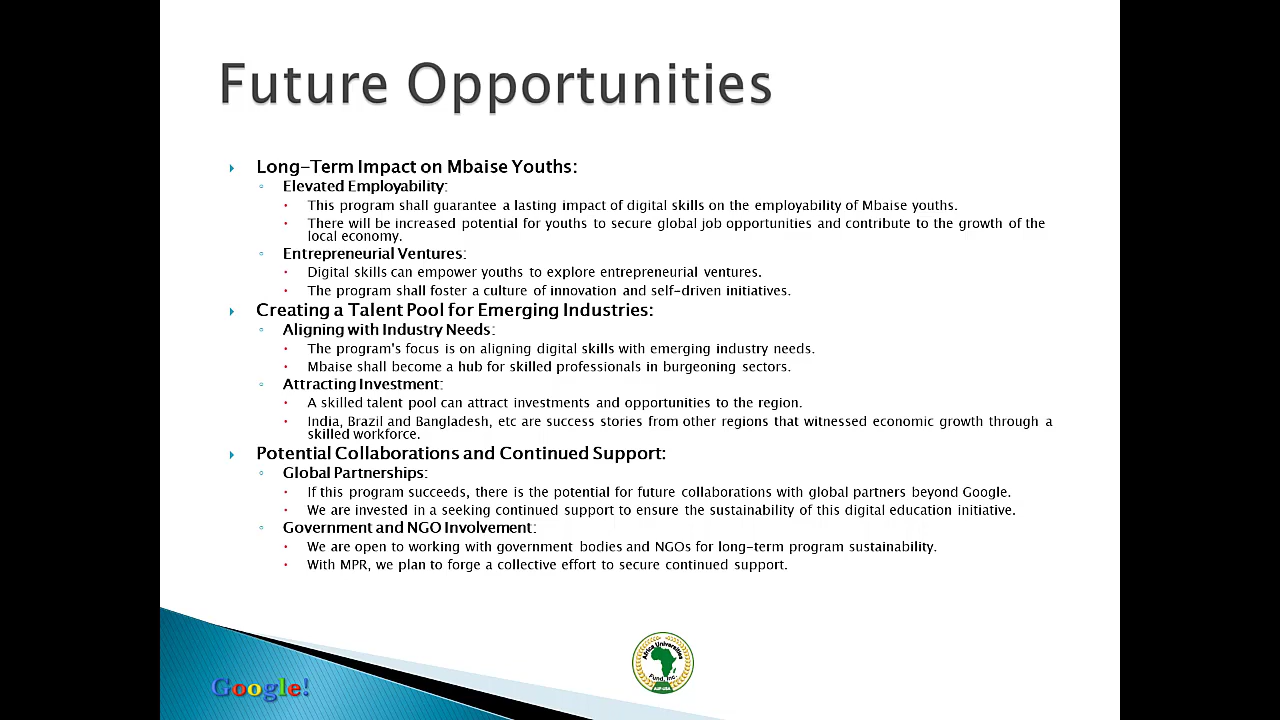 Future Opportunities
Long-Term Impact on Mbaise Youths:
Elevated Employability:
This program shall guarantee a lasting impact of digital skills on the employability of Mbaise youths.
There will be increased potential for youths to secure global job opportunities and contribute to the growth of the
local economy.
Entrepreneurial Ventures:
Digital skills can empower youths to explore entrepreneurial ventures.
The program shall foster a culture of innovation and self-driven initiatives.
Creating a Talent Pool for Emerging Industries:
Aligning with Industry Needs:
The program's focus is on aligning digital skills with emerging industry needs.
Mbaise shall become a hub for skilled professionals in burgeoning sectors.
Attracting Investment:
A skilled talent pool can attract investments and opportunities to the region.
India, Brazil and Bangladesh, etc are success stories from other regions that witnessed economic growth through a
skilled workforce.
Potential Collaborations and Continued Support:
Global Partnerships:
If this program succeeds, there is the potential for future collaborations with global partners beyond Google.
We are invested in a seeking continued support to ensure the sustainability of this digital education initiative.
Government and NGO Involvement:
We are open to working with government bodies and NGOs for long-term program sustainability.
With MPR, we plan to forge a collective effort to secure continued support.
Google!
Africa Universities
Fund, Inc.
AUF-USA